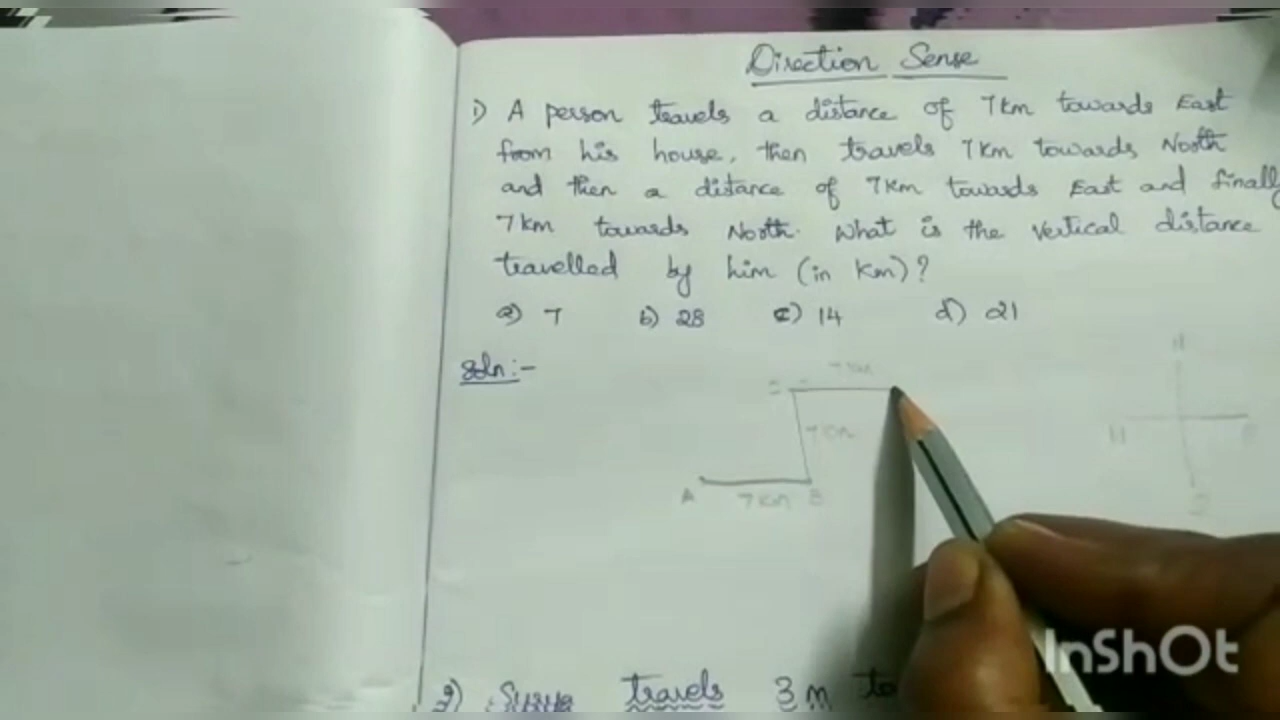 Direction Sense
1) A person travels a distance of 7km towards East
from his house, then travels 7km towards North
and then a distance of 7km towards East and finally
7km towards North. What is the vertical distance
travelled by him (in km)?
a) 7 b) 28 c) 14 d) 21
Soln:-
7km
7km
A 7km B
2) Surya travels 3m to
InShOt